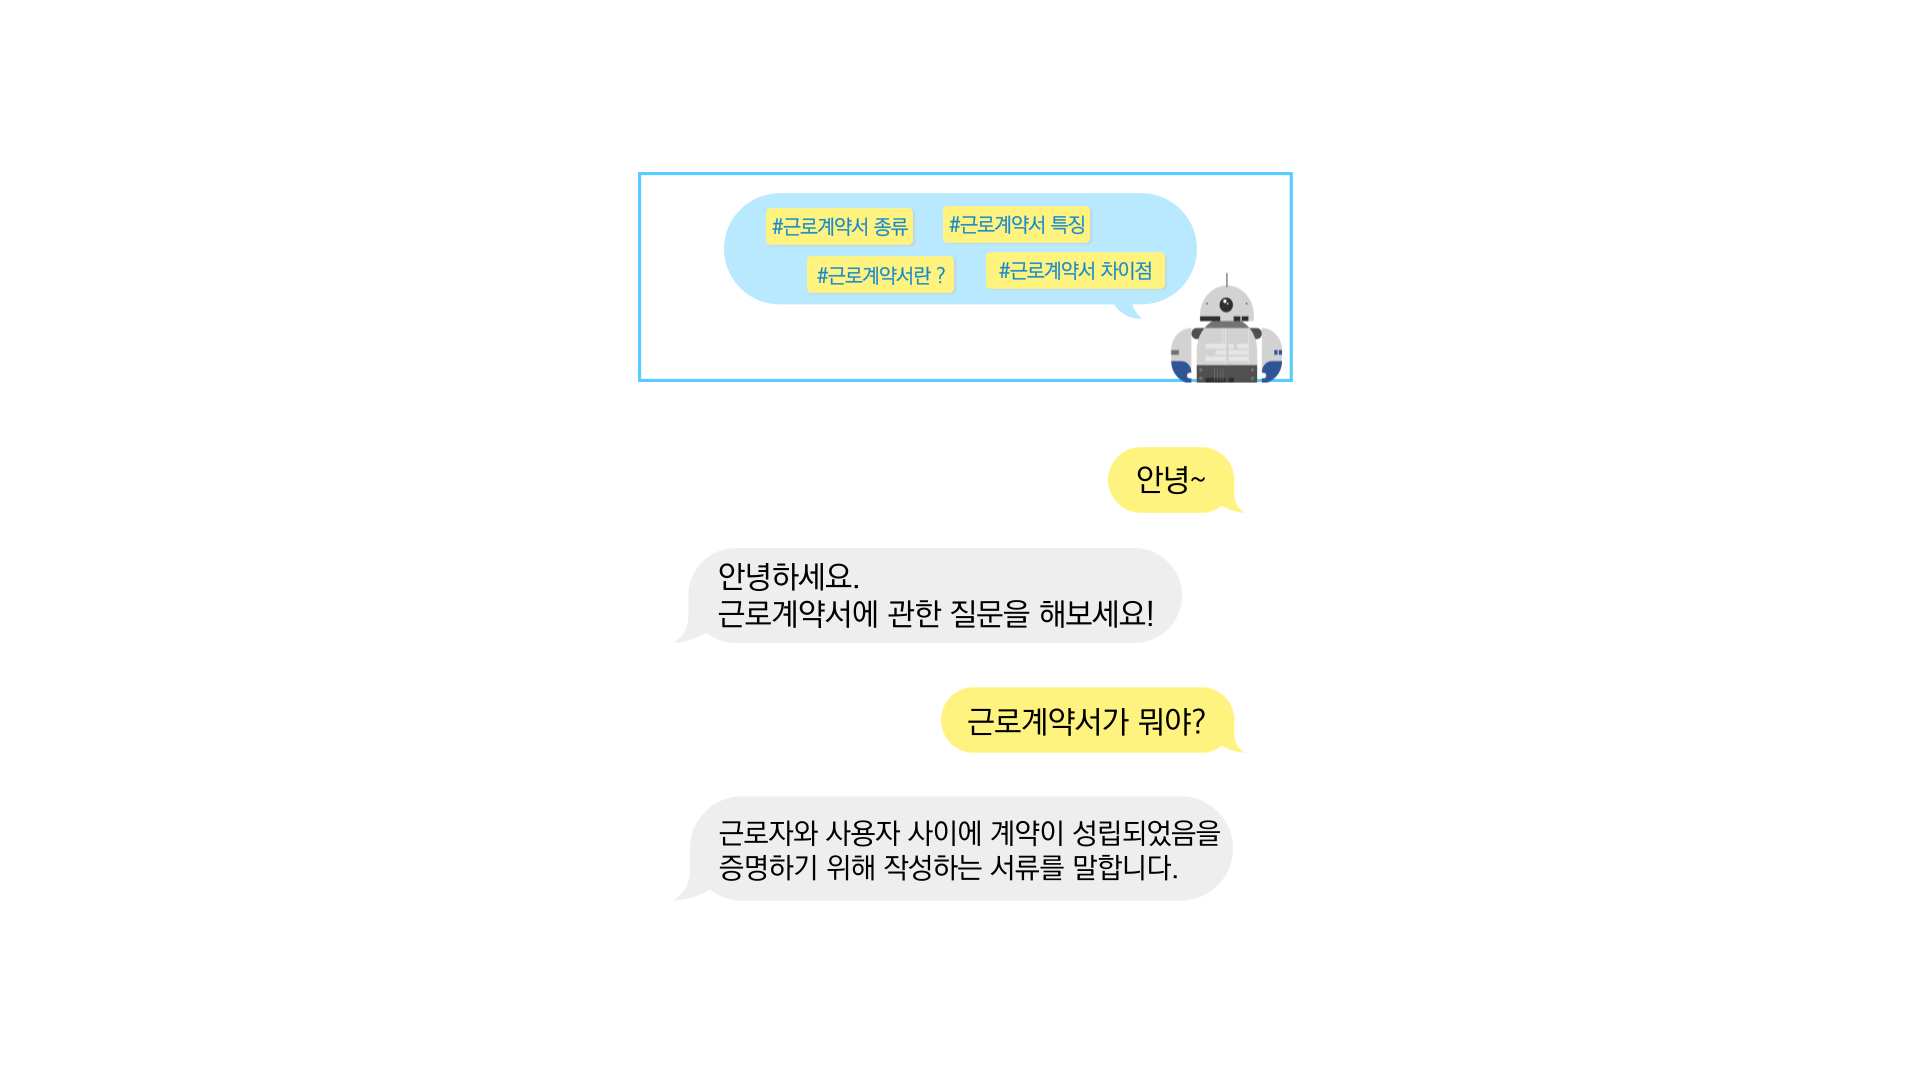 #근로계약서 종류
#근로계약서 특징
#근로계약서란 ?
#근로계약서 차이점
안녕~
안녕하세요.
근로계약서에 관한 질문을 해보세요!
근로계약서가 뭐야?
근로자와 사용자 사이에 계약이 성립되었음을
증명하기 위해 작성하는 서류를 말합니다.